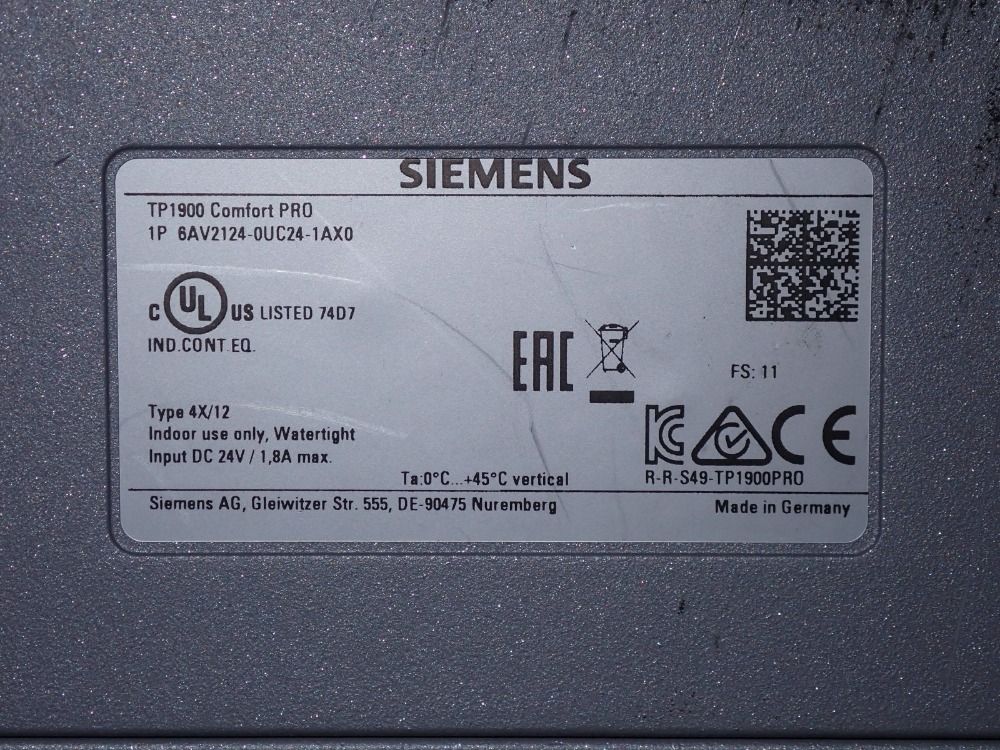 SIEMENS
TP1900 Comfort PRO
1P 6AV2124-0UC24-1AX0
C UL US LISTED 74D7
IND.CONT.EQ.
EAC
FS: 11
Type 4X/12
Indoor use only, Watertight
Input DC 24V / 1,8A max.
KC CE
Ta:0°C...+45°C vertical
R-R-S49-TP1900PRO
Siemens AG, Gleiwitzer Str. 555, DE-90475 Nuremberg
Made in Germany